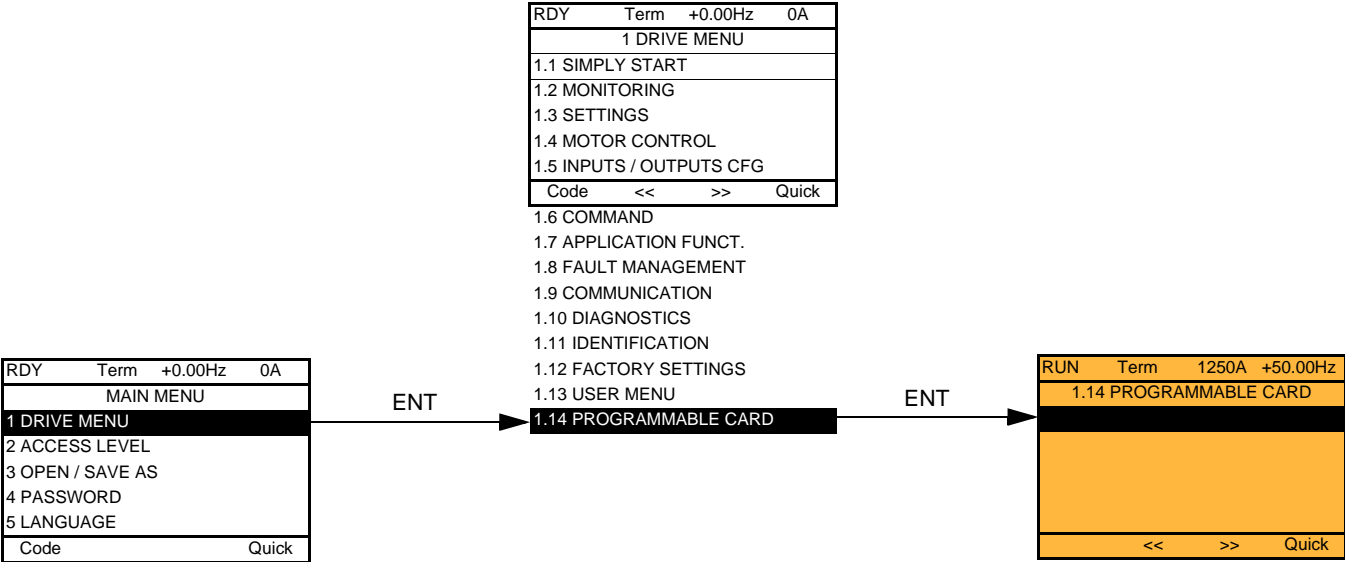 RDY Term +0.00Hz 0A
1 DRIVE MENU
1.1 SIMPLY START
1.2 MONITORING
1.3 SETTINGS
1.4 MOTOR CONTROL
1.5 INPUTS / OUTPUTS CFG
Code << >> Quick
1.6 COMMAND
1.7 APPLICATION FUNCT.
1.8 FAULT MANAGEMENT
1.9 COMMUNICATION
1.10 DIAGNOSTICS
1.11 IDENTIFICATION
1.12 FACTORY SETTINGS
1.13 USER MENU
1.14 PROGRAMMABLE CARD
RDY Term +0.00Hz 0A
MAIN MENU
1 DRIVE MENU
2 ACCESS LEVEL
3 OPEN / SAVE AS
4 PASSWORD
5 LANGUAGE
Code Quick
ENT
ENT
RUN Term 1250A +50.00Hz
1.14 PROGRAMMABLE CARD
<< >> Quick